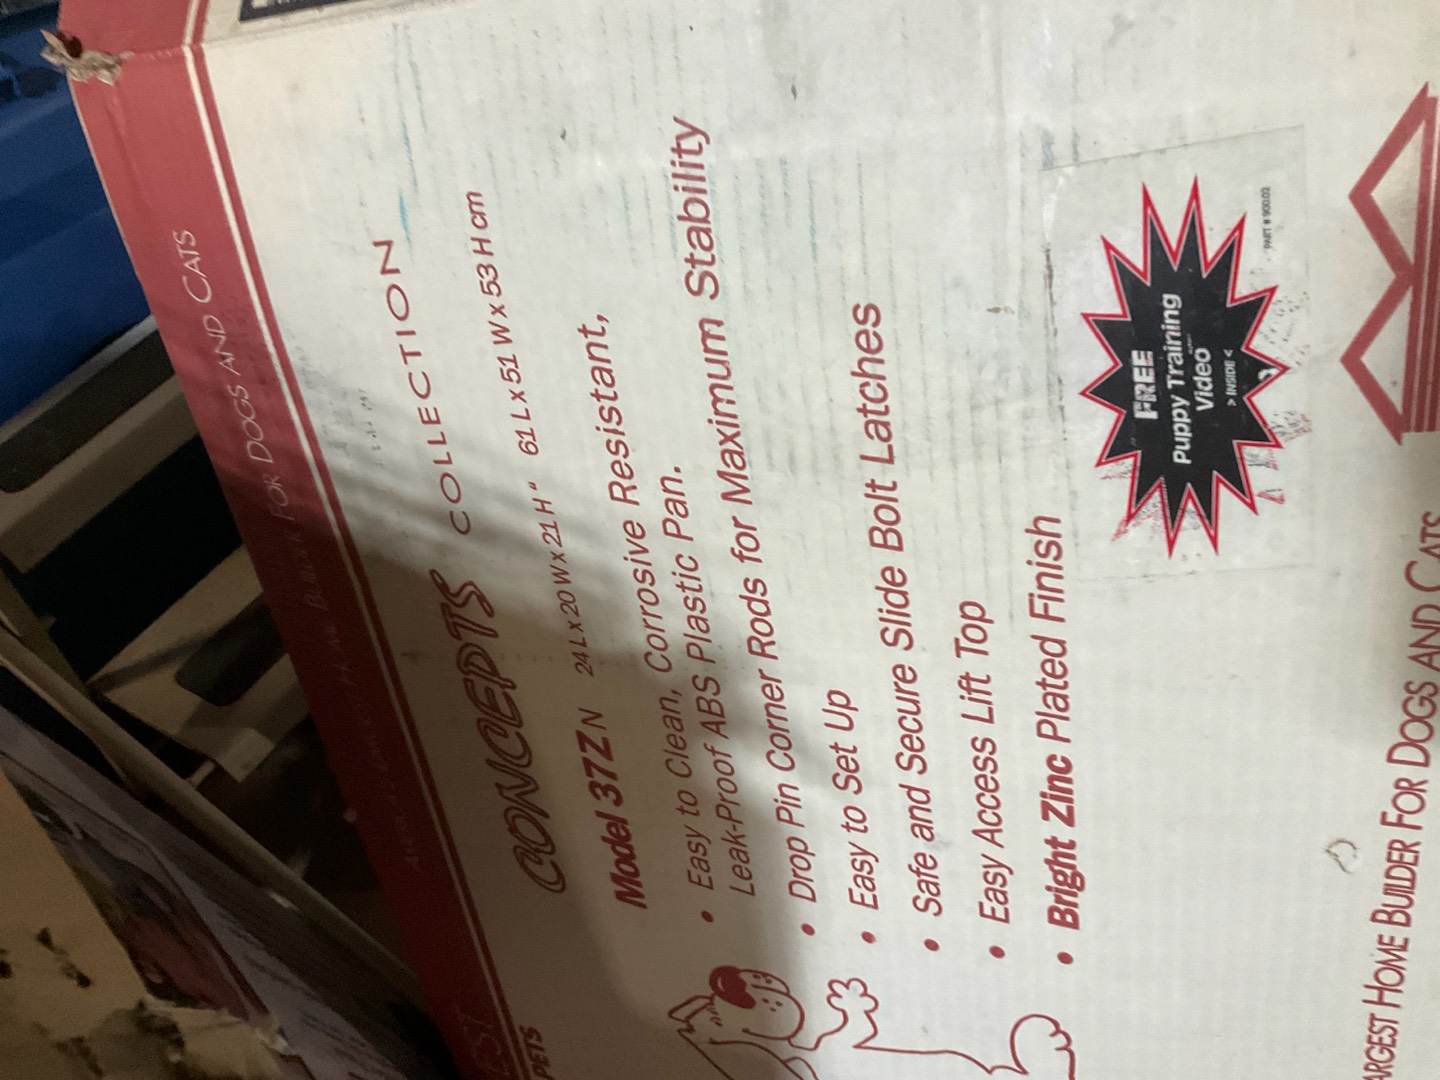 FOR DOGS AND CATS
CONCEPTS COLLECTION
Model 37ZN 24 L x 20 W x 21 H " 61 L x 51 W x 53 H cm
• Easy to Clean, Corrosive Resistant,
Leak-Proof ABS Plastic Pan.
• Drop Pin Corner Rods for Maximum Stability
• Easy to Set Up
• Safe and Secure Slide Bolt Latches
• Easy Access Lift Top
• Bright Zinc Plated Finish
FREE
Puppy Training
Video
> INSIDE <
PART # 900.02
PETS
ARGEST HOME BUILDER FOR DOGS AND CATS